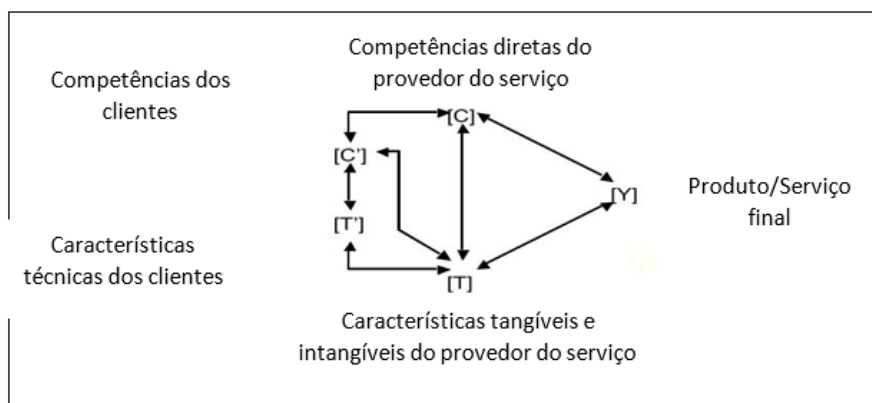 Competências diretas do
provedor do serviço
Competências dos
clientes
[C]
[C']
[Y]
Produto/Serviço
final
[T']
Características
técnicas dos clientes
[T]
Características tangíveis e
intangíveis do provedor do serviço